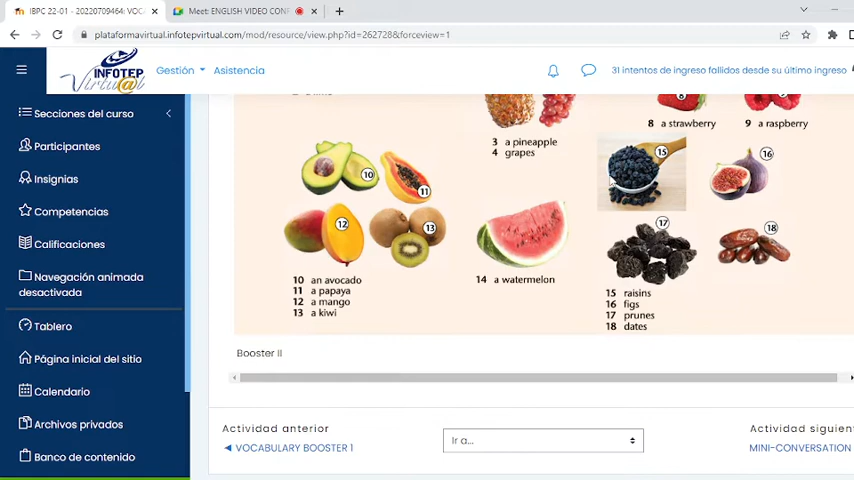 IBPC 22-01 - 20220709464: VOC
Meet: ENGLISH VIDEO CONF
plataformavirtual.infotepvirtual.com/mod/resource/view.php?id=262728&forceview=1
INFOTEP
Virtu@l
Gestión
Asistencia
31 intentos de ingreso fallidos desde su último ingreso
Secciones del curso
Participantes
Insignias
Competencias
Calificaciones
Navegación animada
desactivada
Tablero
Página inicial del sitio
Calendario
Archivos privados
Banco de contenido
8
9
3 a pineapple
4 grapes
8 a strawberry
9 a raspberry
10
11
15
16
12
13
17
18
10 an avocado
11 a papaya
12 a mango
13 a kiwi
14 a watermelon
15 raisins
16 figs
17 prunes
18 dates
Booster II
Actividad anterior
◄ VOCABULARY BOOSTER 1
Ir a...
Actividad siguien
MINI-CONVERSATION